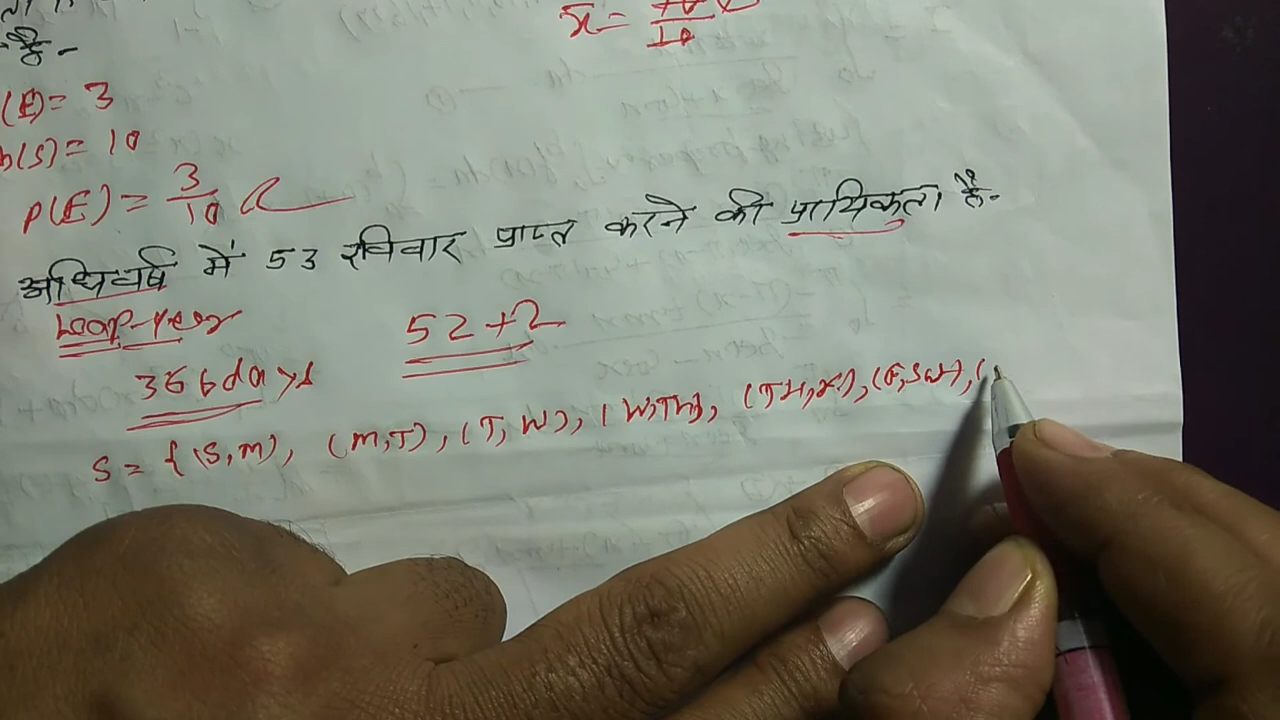 x̄ = 10
है-
(E) = 3
n(S) = 10
P(E) = 3/10
अधिवर्ष में 53 रविवार प्राप्त करने की प्रायिकता है-
Leap-year
52+2
366 days
S = {(S,M), (M,T), (T,W), (W,TH), (TH,F), (F,Sat), (